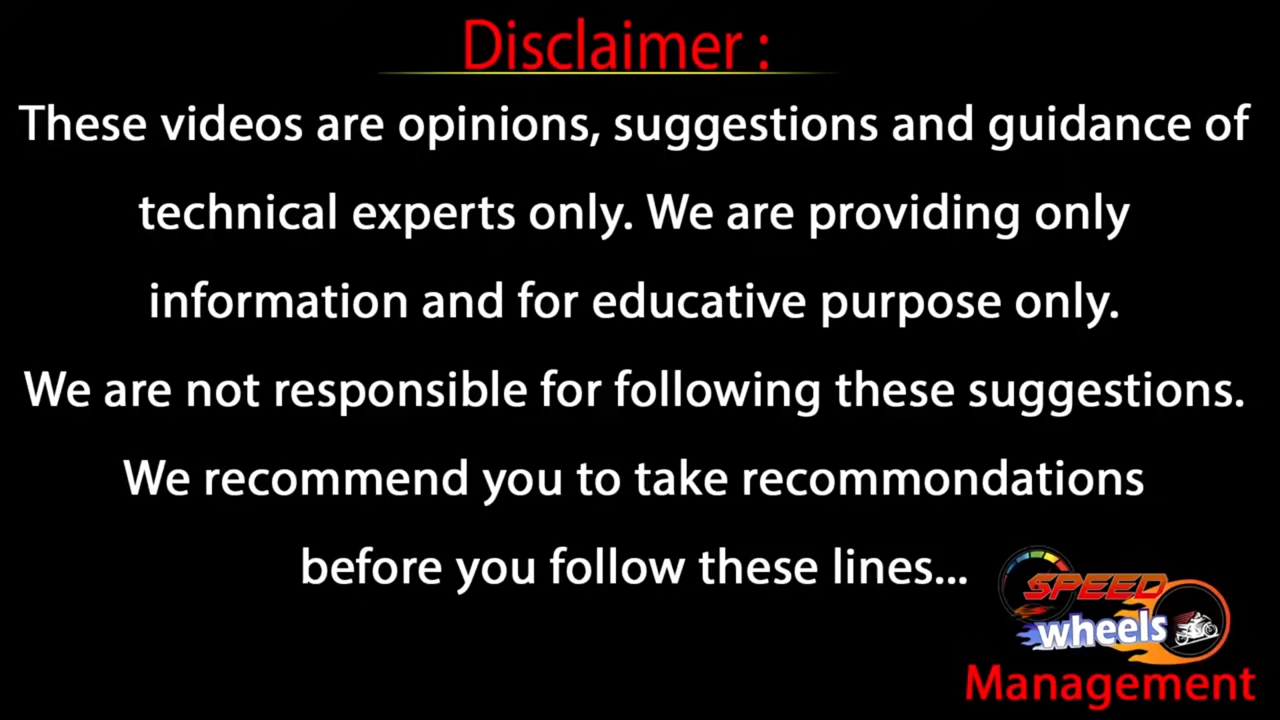 Disclaimer :
These videos are opinions, suggestions and guidance of
technical experts only. We are providing only
information and for educative purpose only.
We are not responsible for following these suggestions.
We recommend you to take recommondations
before you follow these lines...
SPEED
wheels
Management